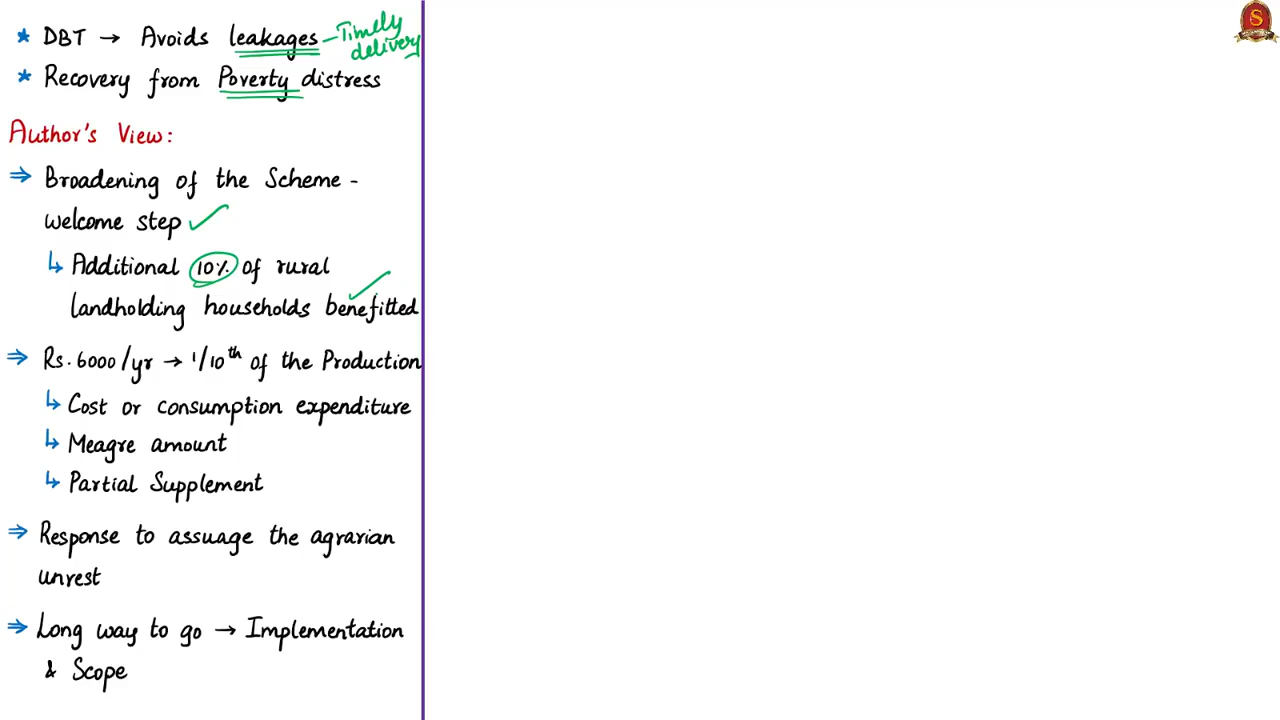 * DBT → Avoids leakages - Timely delivery
* Recovery from Poverty distress
Author's View:
⇒ Broadening of the Scheme -
welcome step ✓
↳ Additional 10% of rural
landholding households benefitted
⇒ Rs. 6000/yr → 1/10th of the Production
↳ Cost or consumption expenditure
↳ Meagre amount
↳ Partial Supplement
⇒ Response to assuage the agrarian
unrest
⇒ Long way to go → Implementation
& Scope
S